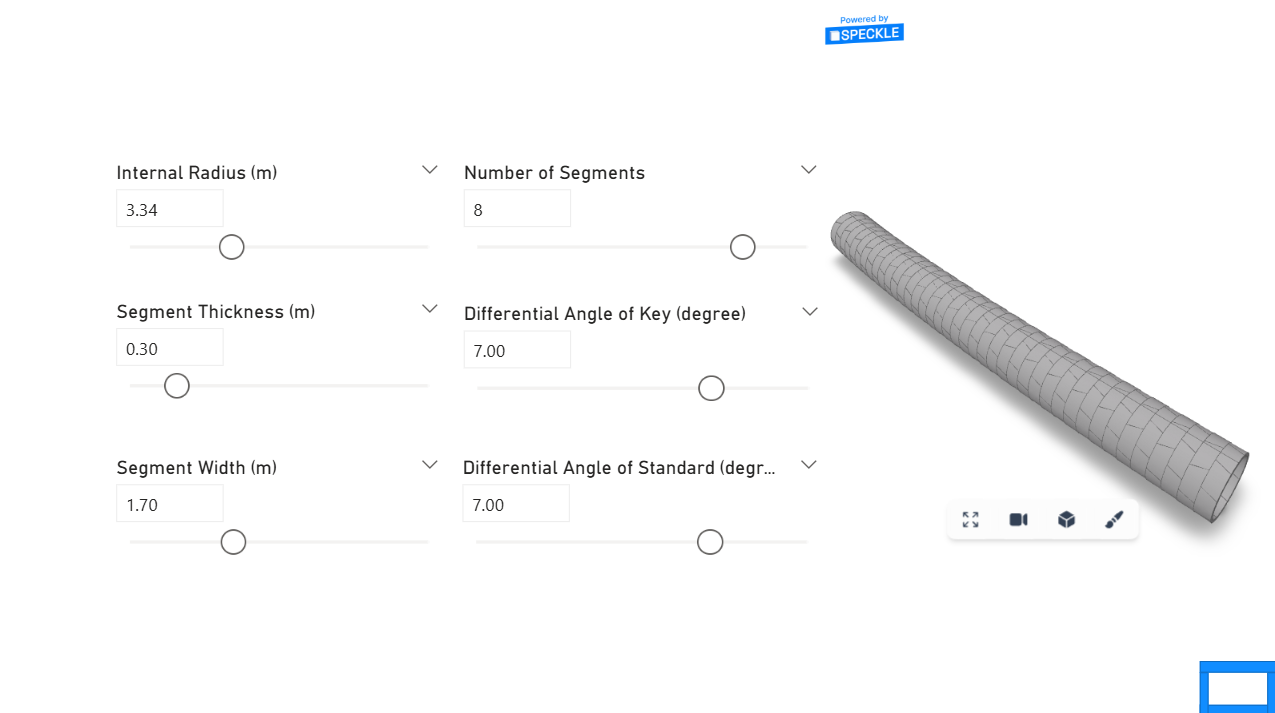 Powered by
SPECKLE
Internal Radius (m)
3.34
Number of Segments
8
Segment Thickness (m)
0.30
Differential Angle of Key (degree)
7.00
Segment Width (m)
1.70
Differential Angle of Standard (degr...
7.00